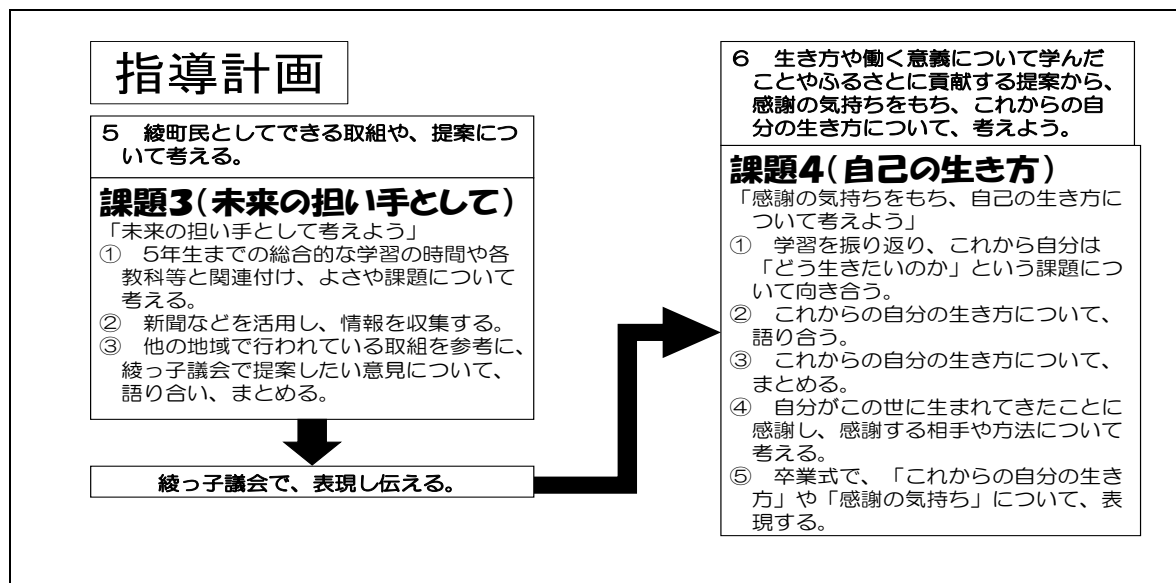 指導計画
５　綾町民としてできる取組や、提案につ
いて考える。
課題３（未来の担い手として）
「未来の担い手として考えよう」
①　５年生までの総合的な学習の時間や各
教科等と関連付け、よさや課題について
考える。
②　新聞などを活用し、情報を収集する。
③　他の地域で行われている取組を参考に、
綾っ子議会で提案したい意見について、
語り合い、まとめる。
綾っ子議会で、表現し伝える。
６　生き方や働く意義について学んだ
ことやふるさとに貢献する提案から、
感謝の気持ちをもち、これからの自
分の生き方について、考えよう。
課題４（自己の生き方）
「感謝の気持ちをもち、自己の生き方に
ついて考えよう」
①　学習を振り返り、これから自分は
「どう生きたいのか」という課題につ
いて向き合う。
②　これからの自分の生き方について、
語り合う。
③　これからの自分の生き方について、
まとめる。
④　自分がこの世に生まれてきたことに
感謝し、感謝する相手や方法について
考える。
⑤　卒業式で、「これからの自分の生き
方」や「感謝の気持ち」について、表
現する。